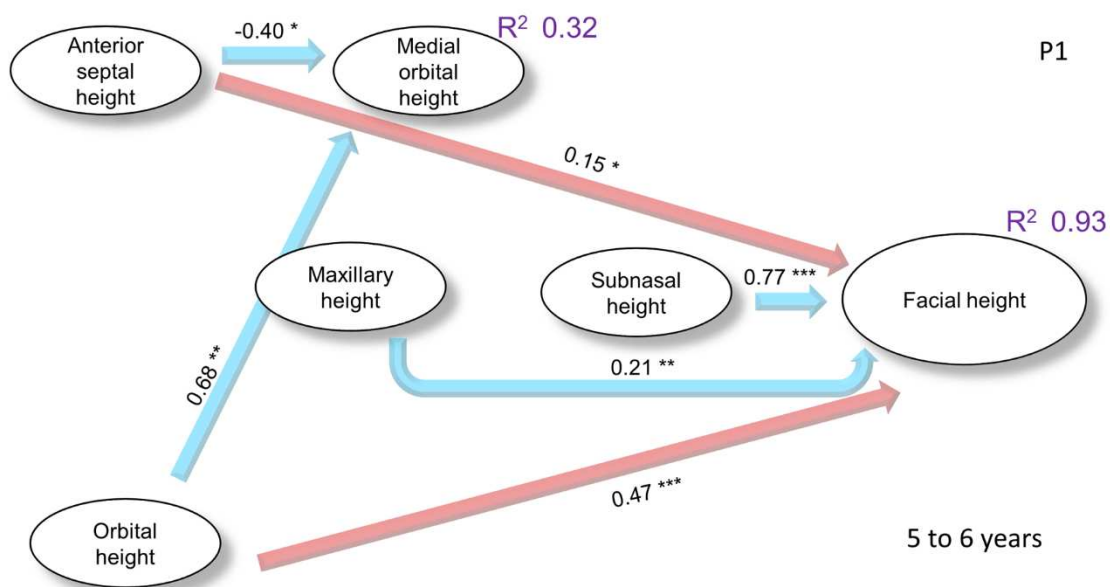 -0.40 *
R² 0.32
Anterior
septal
height
Medial
orbital
height
P1
0.15 *
R² 0.93
Maxillary
height
Subnasal
height
0.77 ***
Facial height
0.68 **
0.21 **
0.47 ***
Orbital
height
5 to 6 years